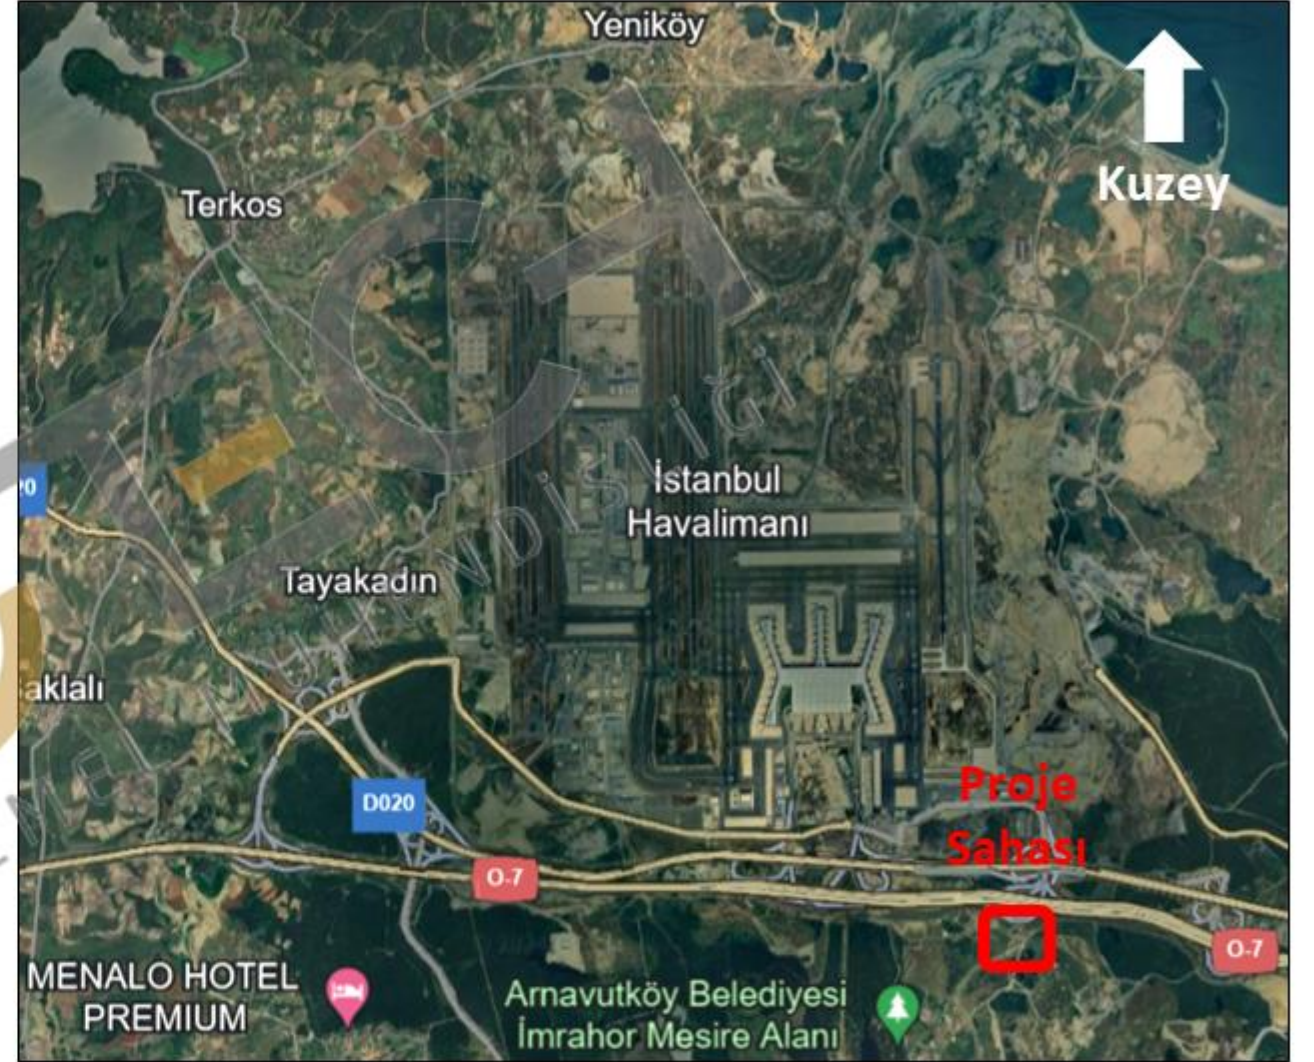 Yeniköy
Kuzey
Terkos
20
İstanbul
Havalimanı
Tayakadın
aklalı
D020
Proje
Sahası
O-7
O-7
MENALO HOTEL
PREMIUM
Arnavutköy Belediyesi
İmrahor Mesire Alanı